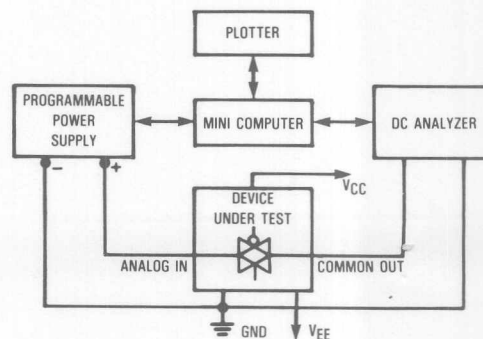 PLOTTER
PROGRAMMABLE
POWER
SUPPLY
MINI COMPUTER
DC ANALYZER
- +
VCC
DEVICE
UNDER TEST
ANALOG IN
COMMON OUT
GND
VEE